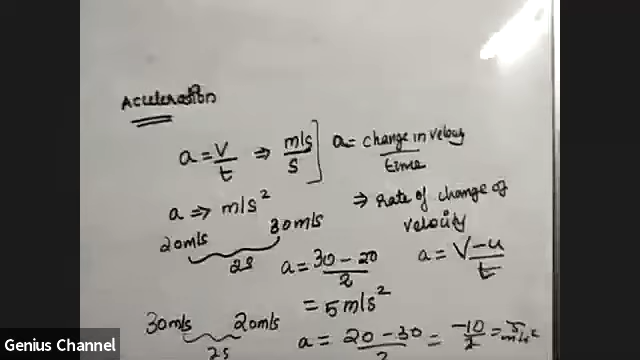 Acceleration
a = V/t ⇒ m/s/s ] a = change in velocity/time
a ⇒ m/s² ⇒ Rate of change of velocity
20m/s 30m/s
2s a = 30 - 20/2 a = V - u/t
= 5 m/s²
30m/s 20m/s
2s a = 20 - 30/2 = -10/2 =
Genius Channel